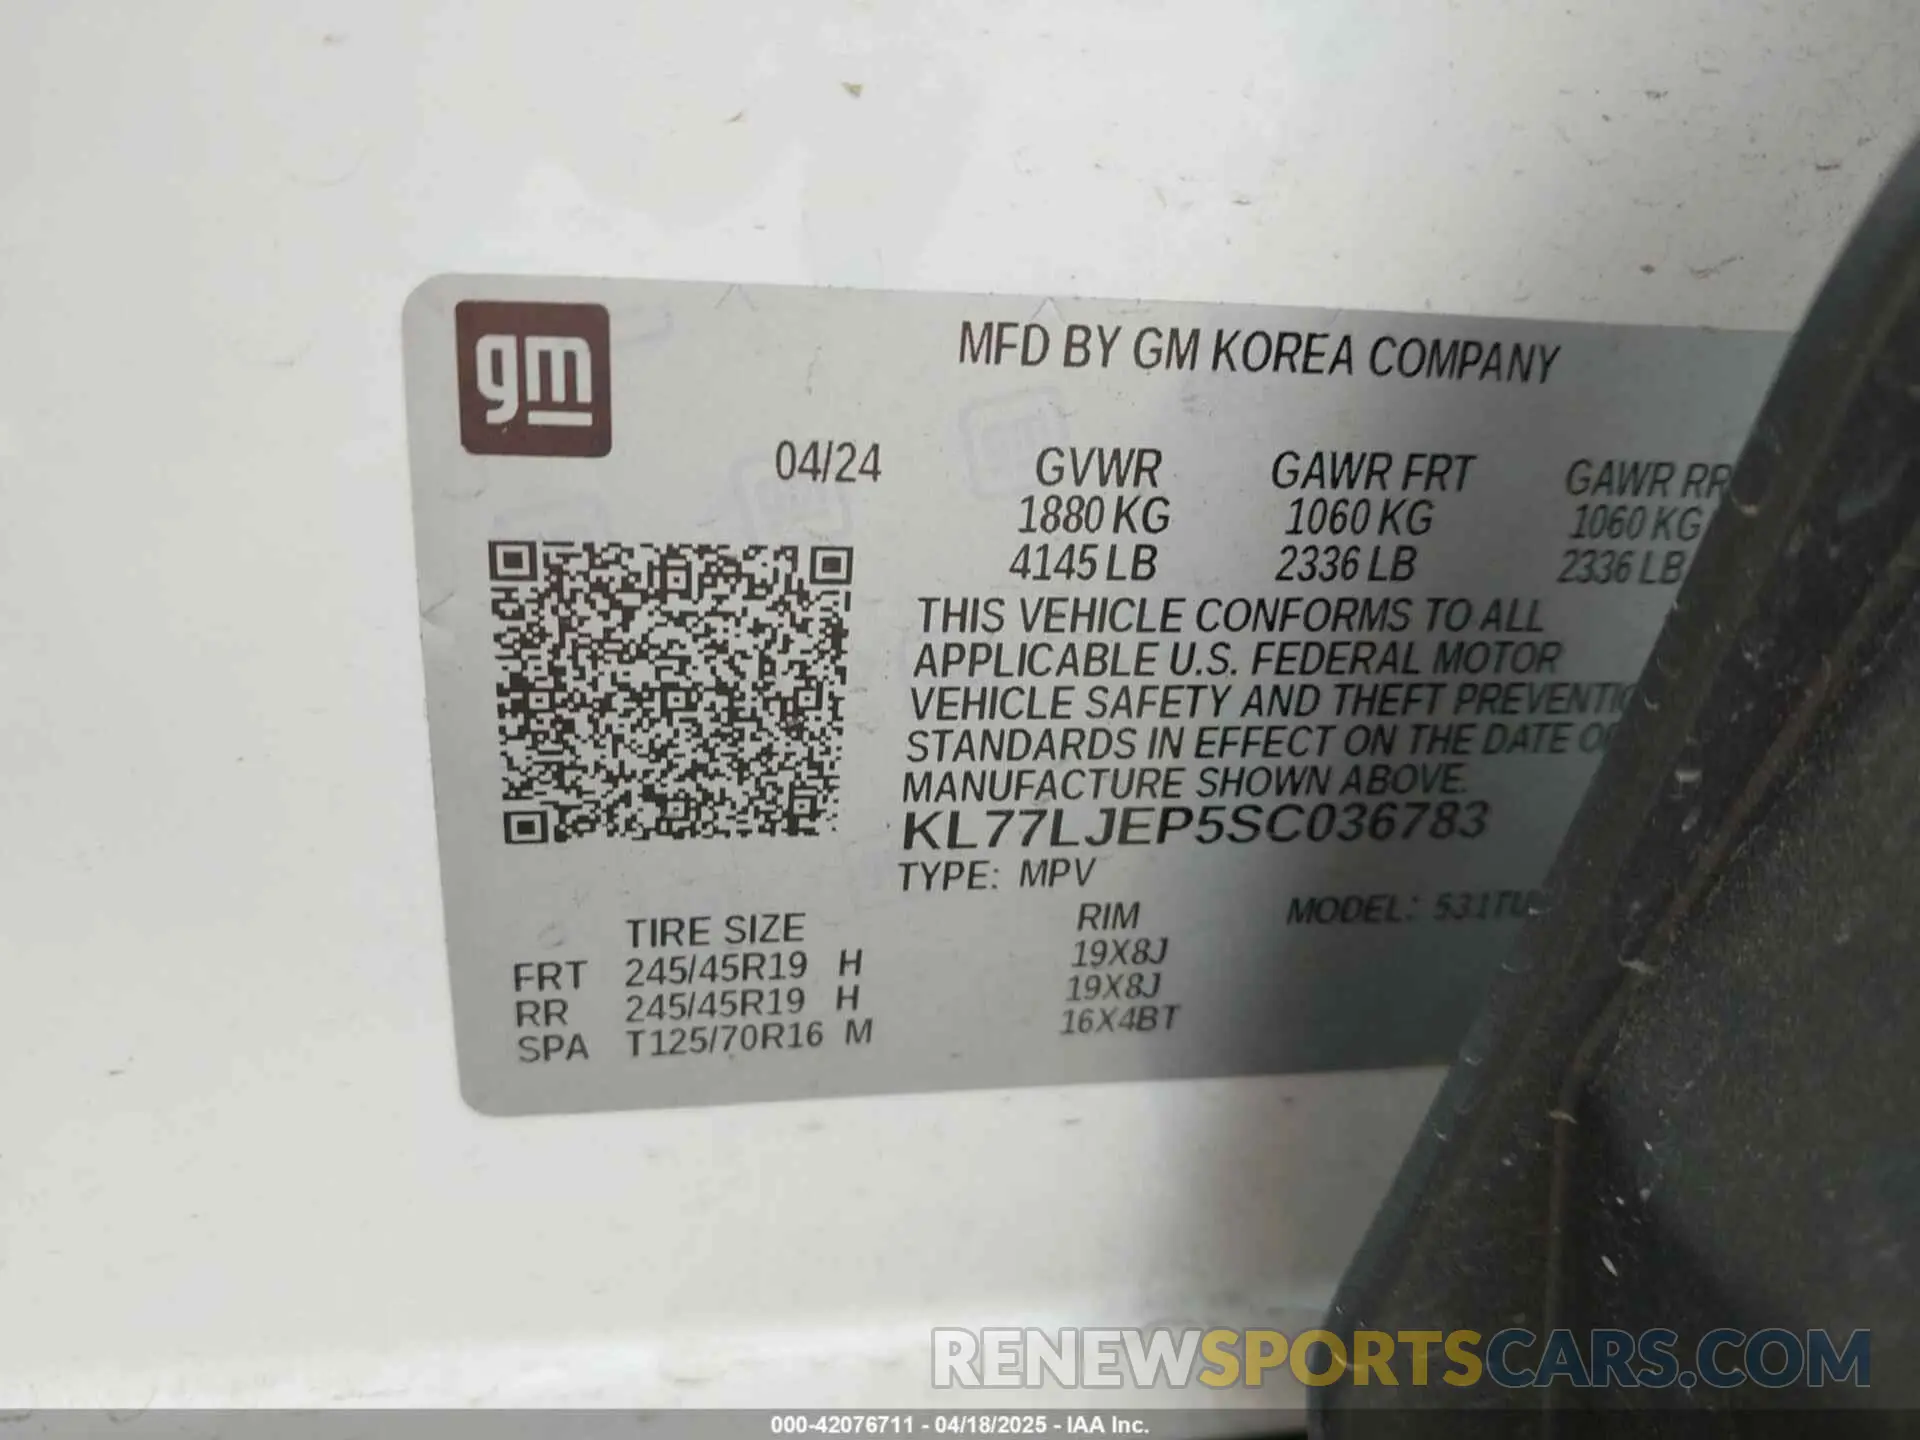 gm
MFD BY GM KOREA COMPANY
04/24 GVWR GAWR FRT GAWR RR
1880 KG 1060 KG 1060 KG
4145 LB 2336 LB 2336 LB
THIS VEHICLE CONFORMS TO ALL
APPLICABLE U.S. FEDERAL MOTOR
VEHICLE SAFETY AND THEFT
STANDARDS IN EFFECT ON THE DATE
MANUFACTURE SHOWN ABOVE.
KL77LJEP5SC036783
TYPE: MPV
MODEL:
TIRE SIZE RIM
FRT 245/45R19 H 19X8J
RR 245/45R19 H 19X8J
SPA T125/70R16 M 16X4BT
RENEWSPORTSCARS.COM
000-42076711 - 04/18/2025 - IAA Inc.